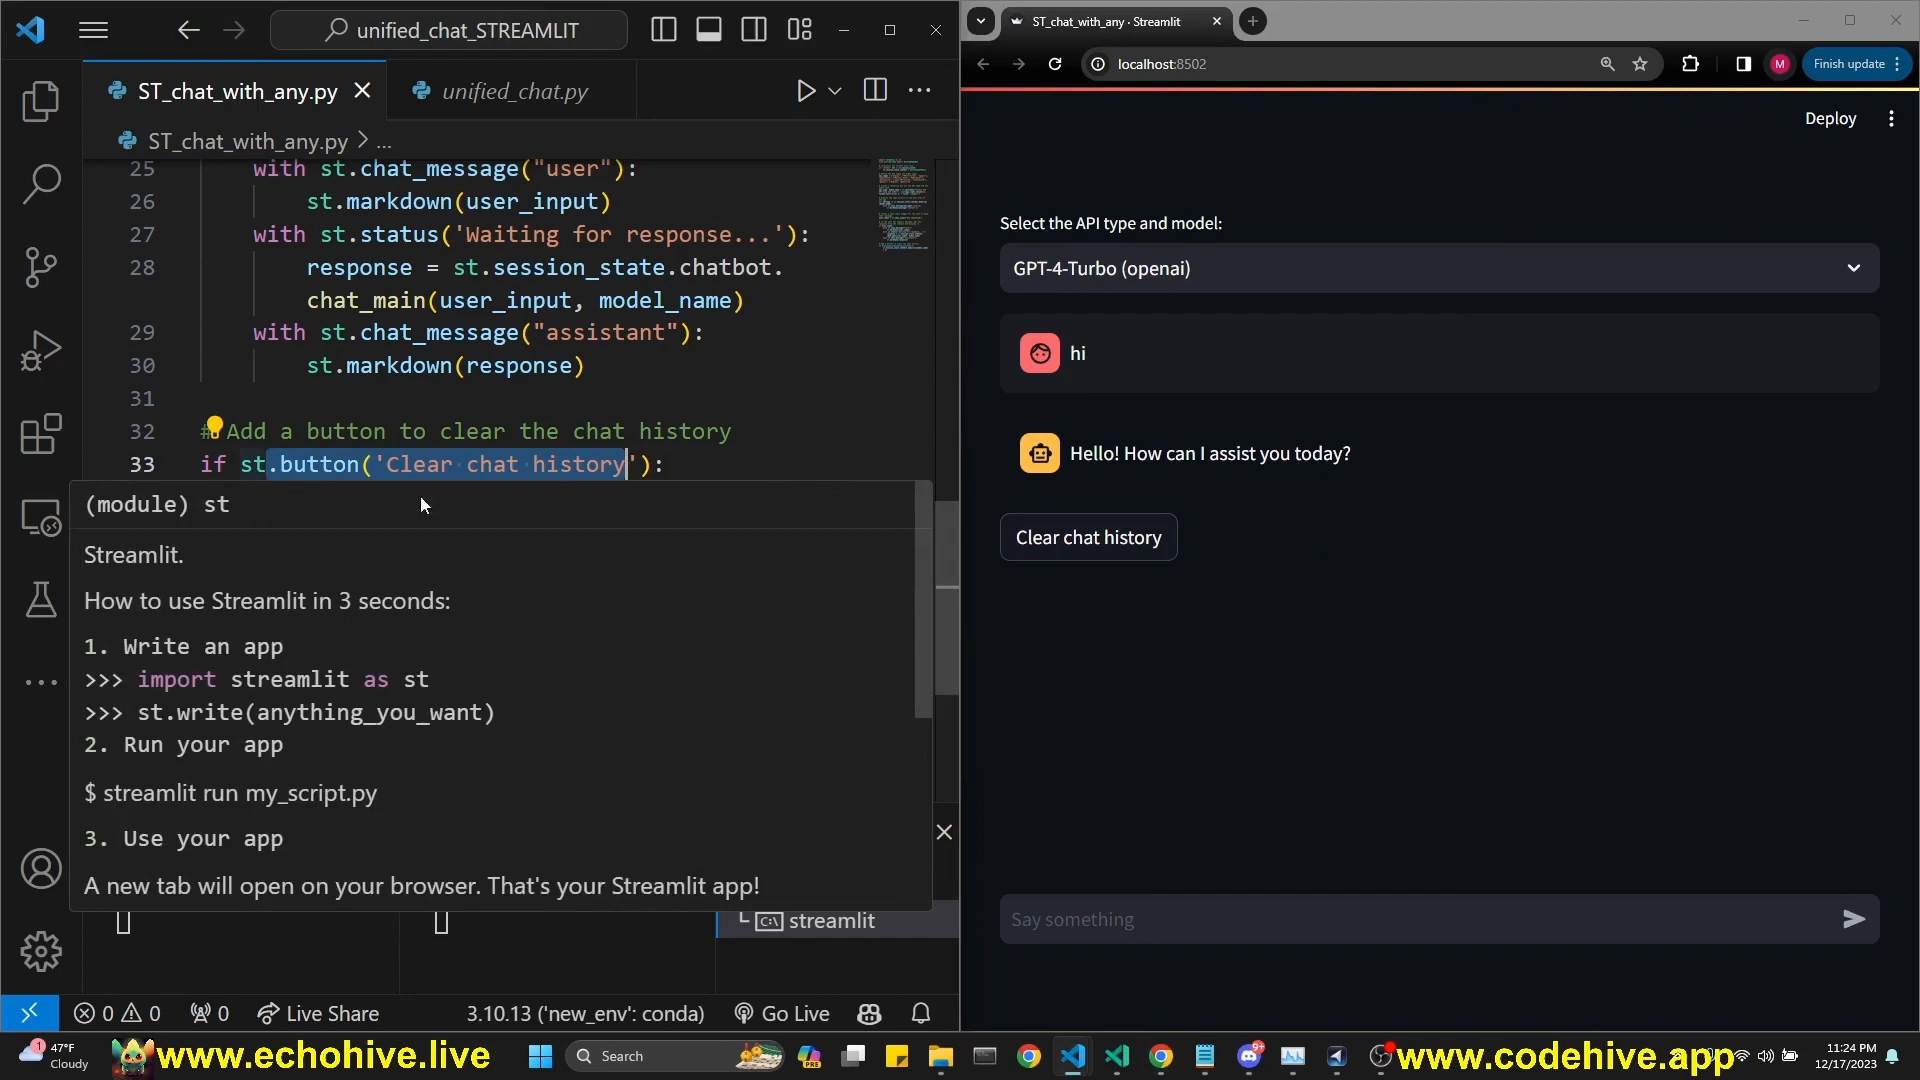 unified_chat_STREAMLIT
ST_chat_with_any.py
unified_chat.py
ST_chat_with_any.py > ...
25 with st.chat_message("user"):
26 st.markdown(user_input)
27 with st.status('Waiting for response...'):
28 response = st.session_state.chatbot.
chat_main(user_input, model_name)
29 with st.chat_message("assistant"):
30 st.markdown(response)
31
32 # Add a button to clear the chat history
33 if st.button('Clear chat history'):
(module) st
Streamlit.
How to use Streamlit in 3 seconds:
1. Write an app
>>> import streamlit as st
>>> st.write(anything_you_want)
2. Run your app
$ streamlit run my_script.py
3. Use your app
A new tab will open on your browser. That's your Streamlit app!
streamlit
0 0 0 Live Share 3.10.13 ('new_env': conda) Go Live
ST_chat_with_any · Streamlit
localhost:8502
M
Finish update
Deploy
Select the API type and model:
GPT-4-Turbo (openai)
hi
Hello! How can I assist you today?
Clear chat history
Say something
1
47°F
Cloudy
www.echohive.live
Search
PRE
9+
www.codehive.app
11:24 PM
12/17/2023